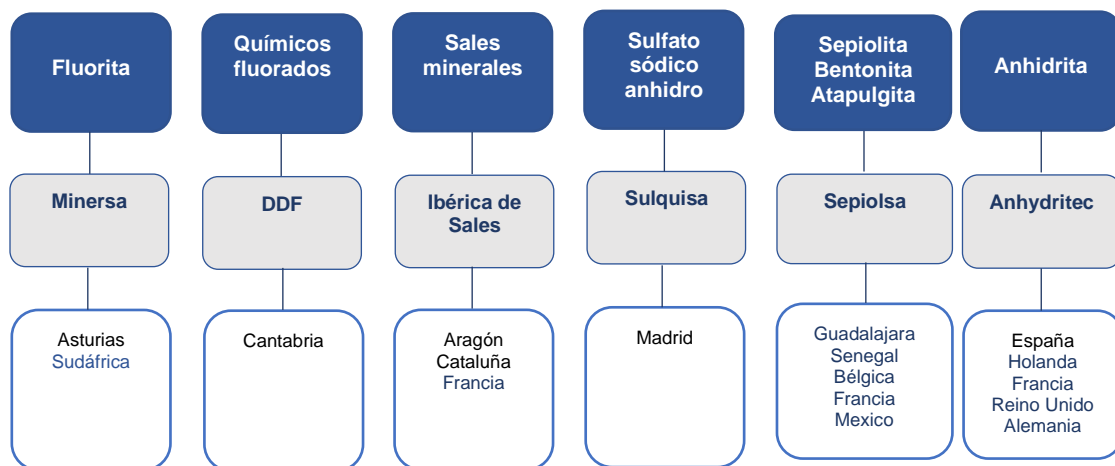 Fluorita
Químicos
fluorados
Sales
minerales
Sulfato
sódico
anhidro
Sepiolita
Bentonita
Atapulgita
Anhidrita
Minersa
DDF
Ibérica de
Sales
Sulquisa
Sepiolsa
Anhydritec
Asturias
Sudáfrica
Cantabria
Aragón
Cataluña
Francia
Madrid
Guadalajara
Senegal
Bélgica
Francia
Mexico
España
Holanda
Francia
Reino Unido
Alemania